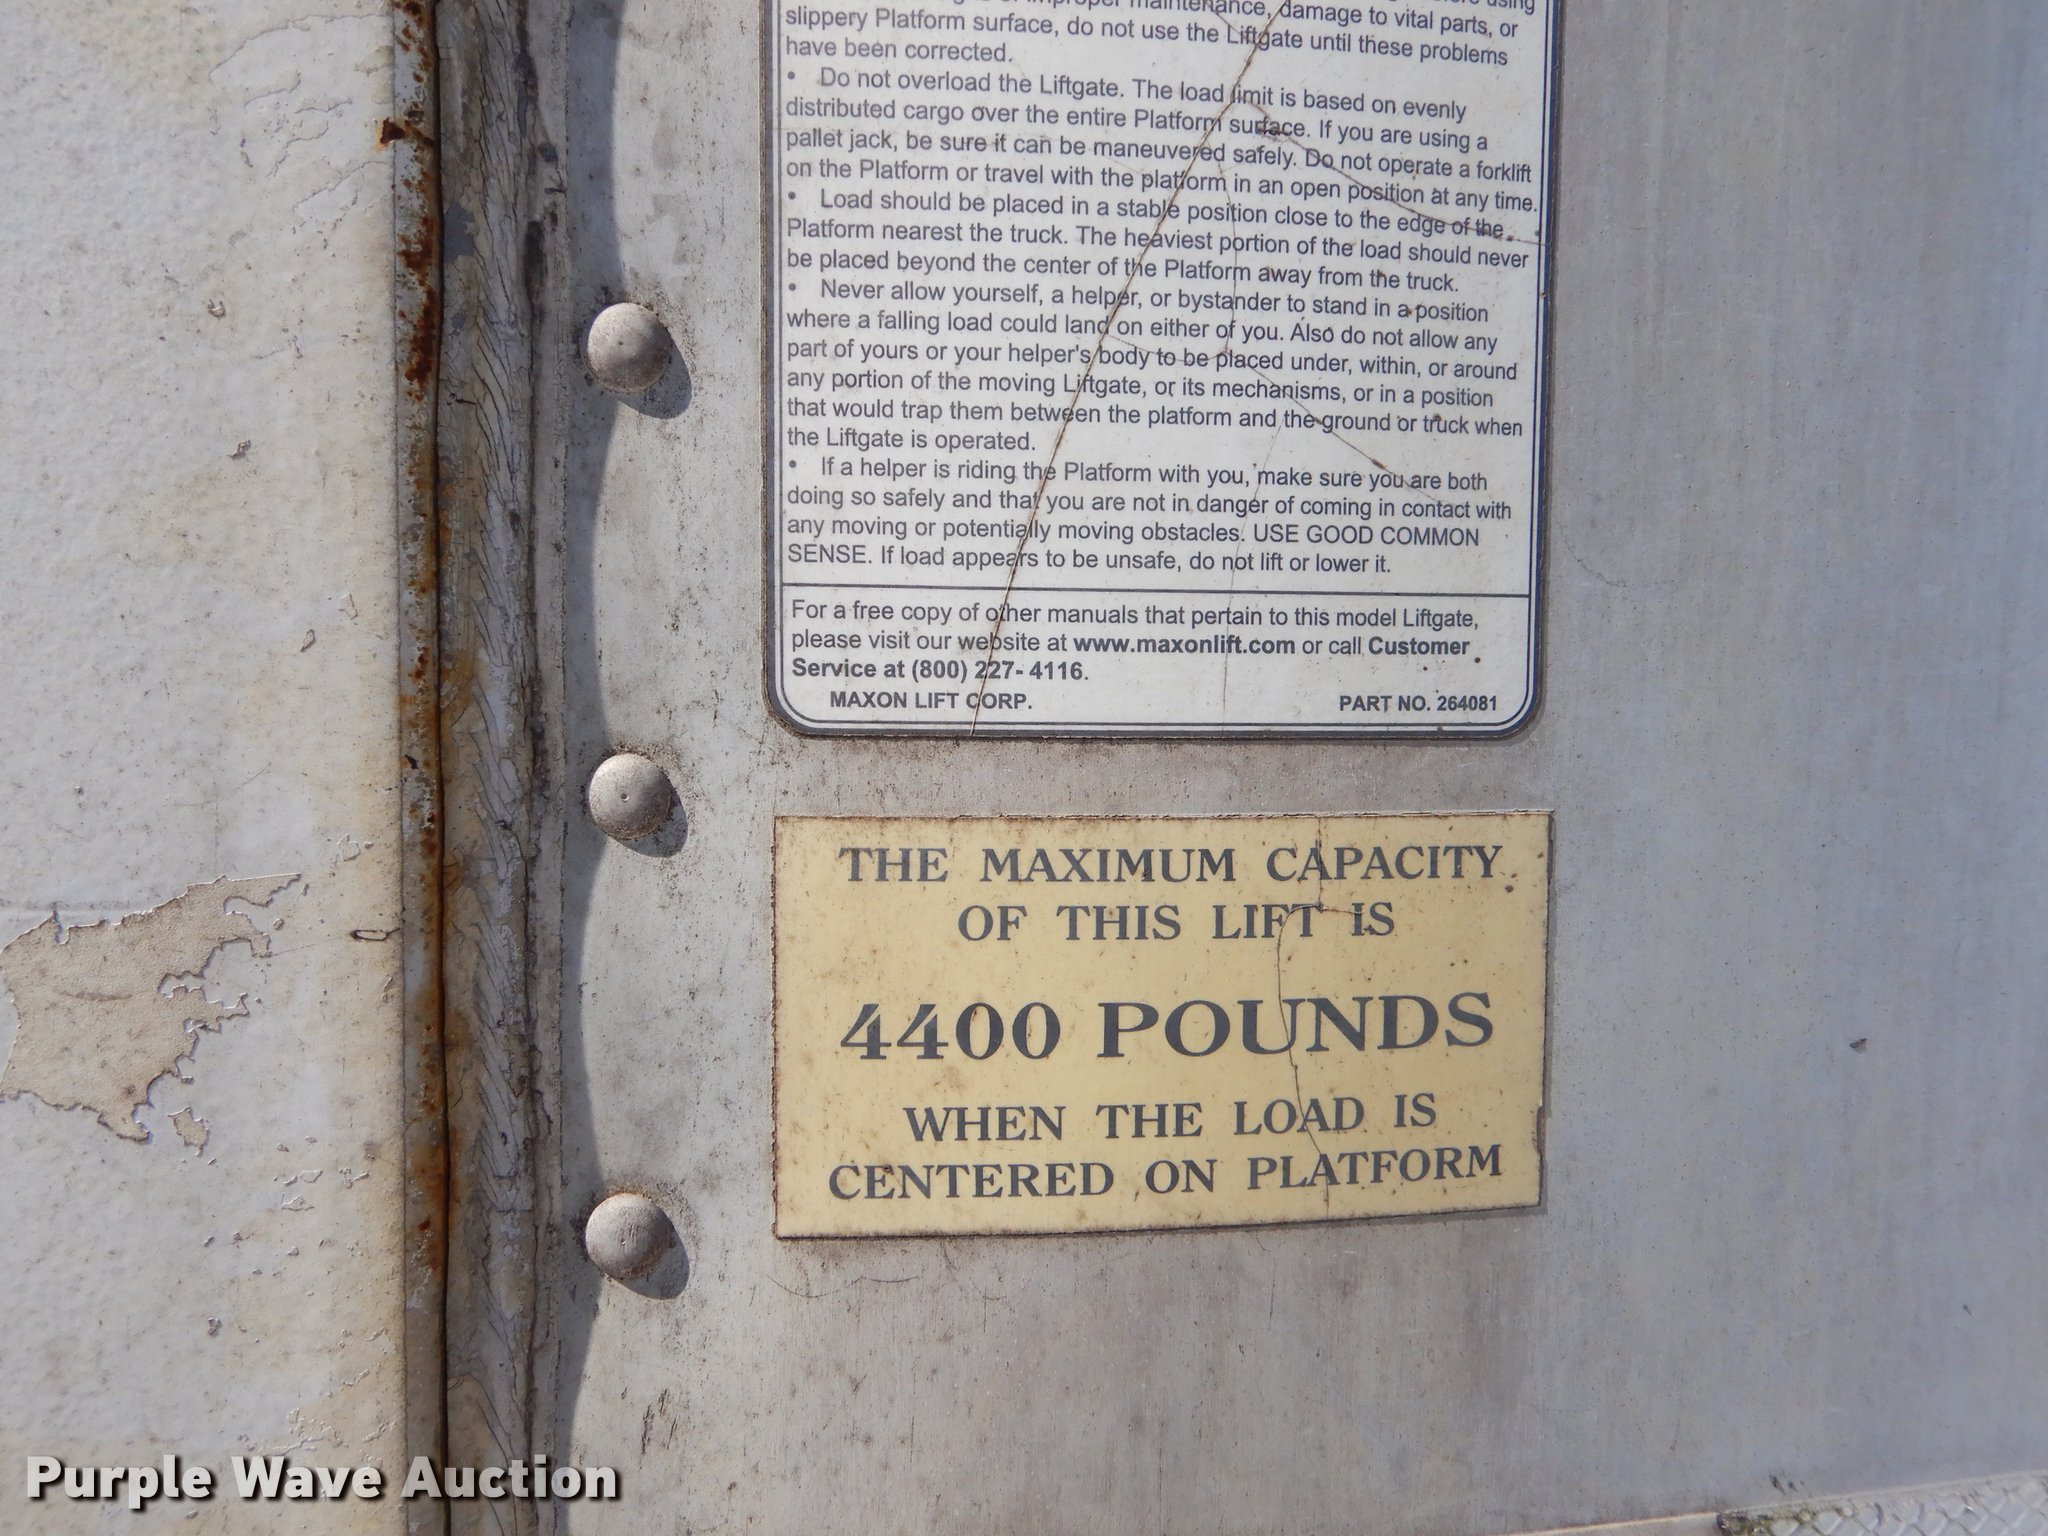 improper maintenance, damage to vital parts, or
slippery Platform surface, do not use the Liftgate until these problems
have been corrected.
• Do not overload the Liftgate. The load limit is based on evenly
distributed cargo over the entire Platform surface. If you are using a
pallet jack, be sure it can be maneuvered safely. Do not operate a forklift
on the Platform or travel with the platform in an open position at any time.
• Load should be placed in a stable position close to the edge of the
Platform nearest the truck. The heaviest portion of the load should never
be placed beyond the center of the Platform away from the truck.
• Never allow yourself, a helper, or bystander to stand in a position
where a falling load could land on either of you. Also do not allow any
part of yours or your helper's body to be placed under, within, or around
any portion of the moving Liftgate, or its mechanisms, or in a position
that would trap them between the platform and the ground or truck when
the Liftgate is operated.
• If a helper is riding the Platform with you, make sure you are both
doing so safely and that you are not in danger of coming in contact with
any moving or potentially moving obstacles. USE GOOD COMMON
SENSE. If load appears to be unsafe, do not lift or lower it.
For a free copy of other manuals that pertain to this model Liftgate,
please visit our website at www.maxonlift.com or call Customer
Service at (800) 227- 4116.
MAXON LIFT CORP. PART NO. 264081
THE MAXIMUM CAPACITY
OF THIS LIFT IS
4400 POUNDS
WHEN THE LOAD IS
CENTERED ON PLATFORM
Purple Wave Auction